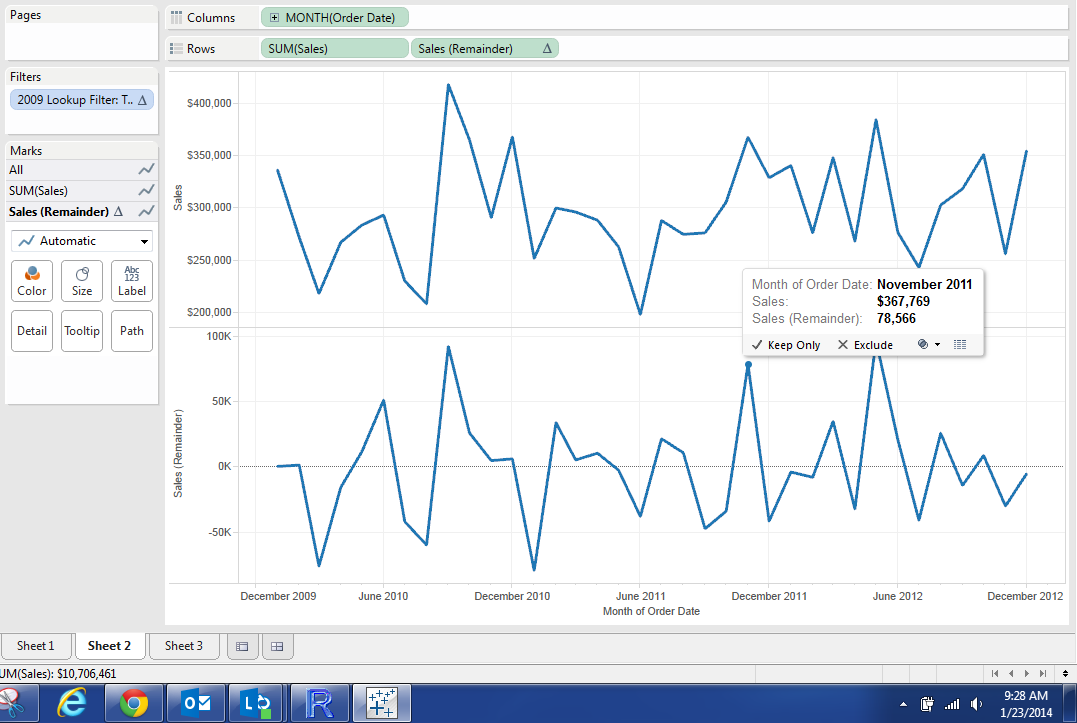 Pages
Columns
MONTH(Order Date)
Rows
SUM(Sales)
Sales (Remainder) Δ
Filters
2009 Lookup Filter: T.. Δ
Marks
All
SUM(Sales)
Sales (Remainder) Δ
Automatic
Color
Size
Abc
123
Label
Detail
Tooltip
Path
$400,000
$350,000
$300,000
$250,000
$200,000
Sales
100K
50K
0K
-50K
Sales (Remainder)
Month of Order Date: November 2011
Sales: $367,769
Sales (Remainder): 78,566
Keep Only
Exclude
December 2009
June 2010
December 2010
June 2011
December 2011
June 2012
December 2012
Month of Order Date
Sheet 1
Sheet 2
Sheet 3
UM(Sales): $10,706,461
9:28 AM
1/23/2014